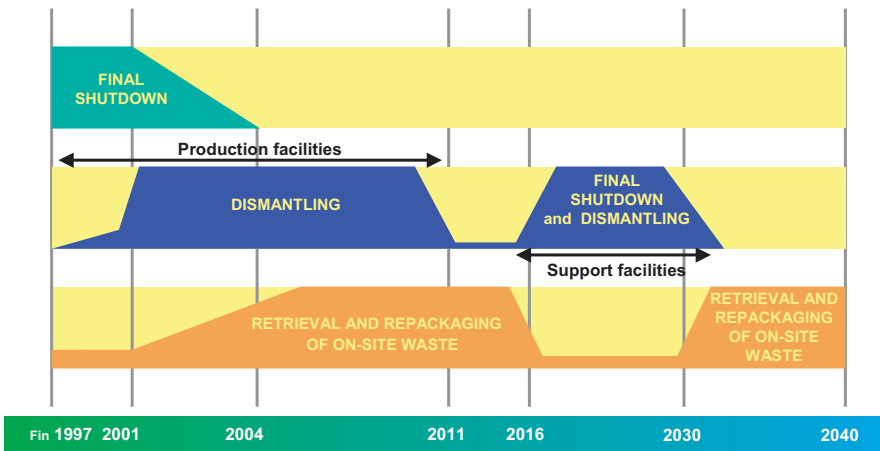 FINAL
SHUTDOWN
Production facilities
DISMANTLING
FINAL
SHUTDOWN
and DISMANTLING
Support facilities
RETRIEVAL AND REPACKAGING
OF ON-SITE WASTE
RETRIEVAL AND
REPACKAGING
OF ON-SITE
WASTE
Fin 1997 2001 2004 2011 2016 2030 2040